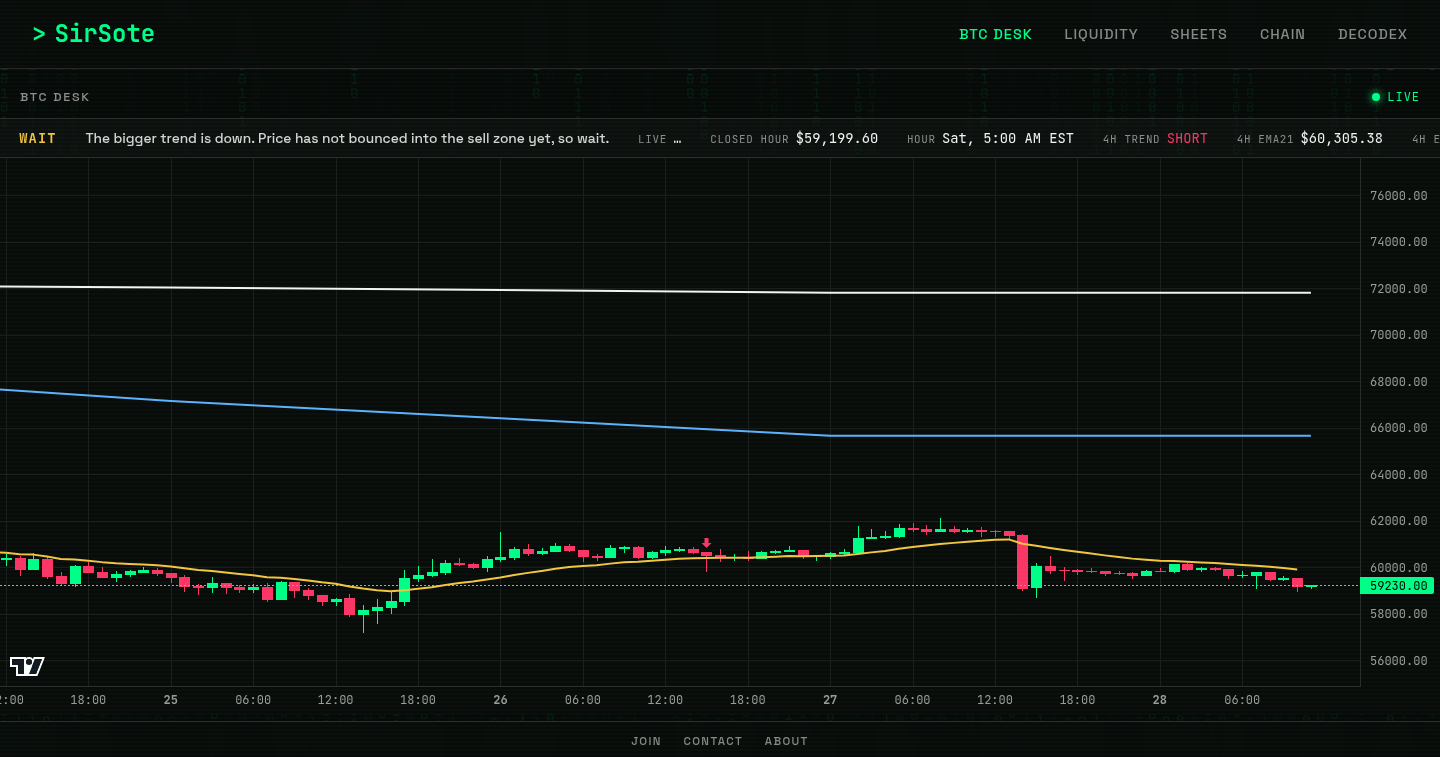 > SirSote
BTC DESK LIQUIDITY SHEETS CHAIN DECODEX
BTC DESK
LIVE
WAIT The bigger trend is down. Price has not bounced into the sell zone yet, so wait. LIVE … CLOSED HOUR $59,199.60 HOUR Sat, 5:00 AM EST 4H TREND SHORT 4H EMA21 $60,305.38 4H E
76000.00
74000.00
72000.00
70000.00
68000.00
66000.00
64000.00
62000.00
60000.00
59230.00
58000.00
56000.00
2:00 18:00 25 06:00 12:00 18:00 26 06:00 12:00 18:00 27 06:00 12:00 18:00 28 06:00
JOIN CONTACT ABOUT